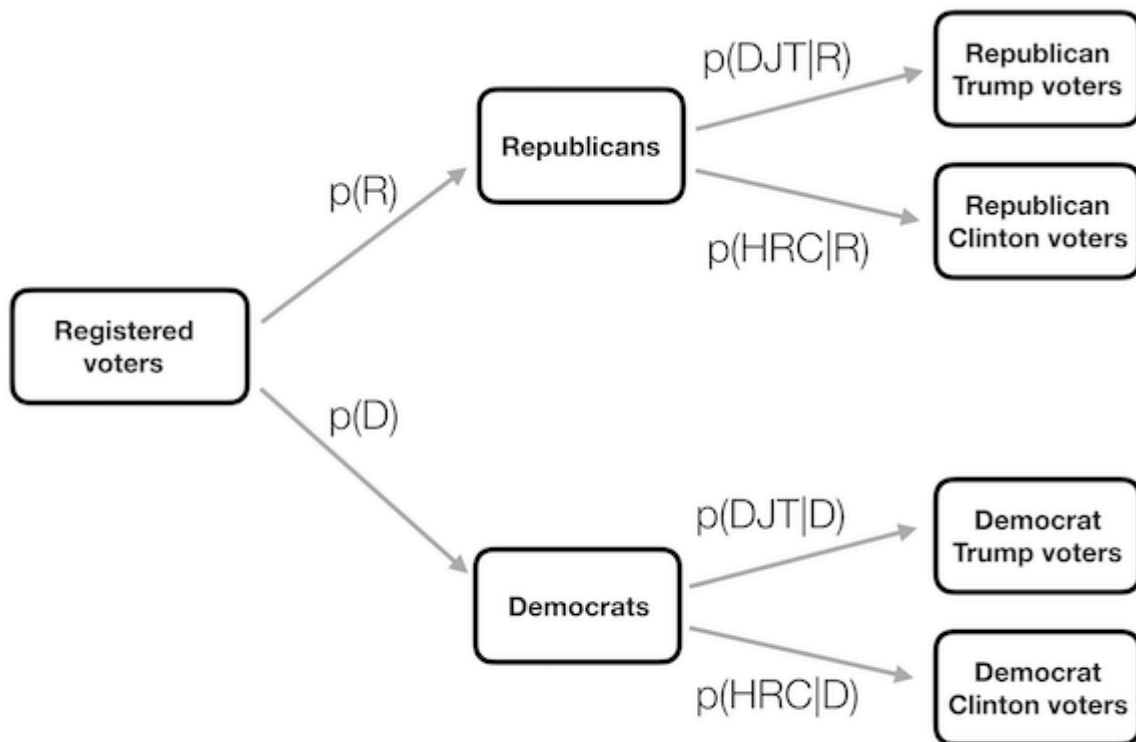 Registered
voters
p(R)
p(D)
Republicans
p(DJT|R)
p(HRC|R)
Republican
Trump voters
Republican
Clinton voters
Democrats
p(DJT|D)
p(HRC|D)
Democrat
Trump voters
Democrat
Clinton voters